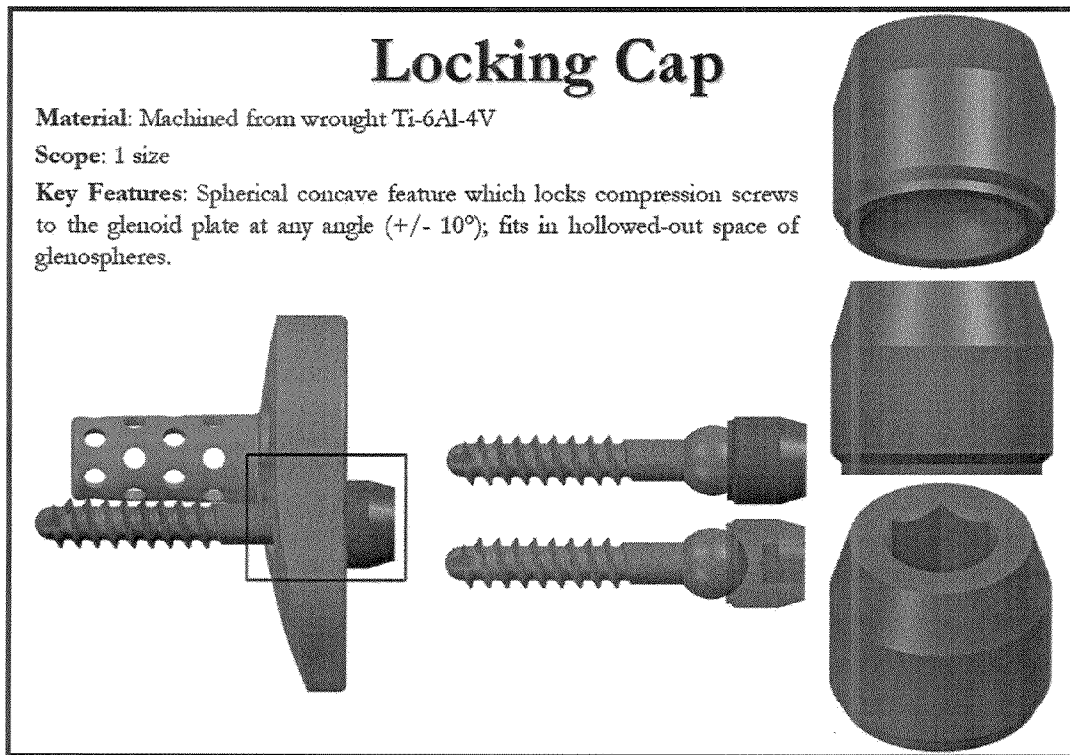 Locking Cap
Material: Machined from wrought Ti-6Al-4V
Scope: 1 size
Key Features: Spherical concave feature which locks compression screws
to the glenoid plate at any angle (+/- 10°); fits in hollowed-out space of
glenospheres.